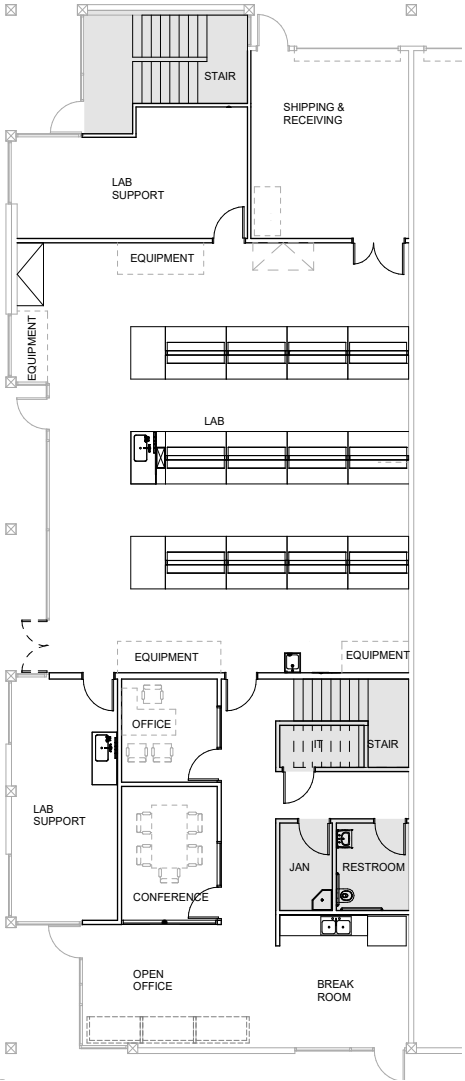 STAIR
SHIPPING &
RECEIVING
LAB
SUPPORT
EQUIPMENT
EQUIPMENT
LAB
EQUIPMENT
EQUIPMENT
OFFICE
IT
STAIR
LAB
SUPPORT
JAN
RESTROOM
CONFERENCE
OPEN
OFFICE
BREAK
ROOM